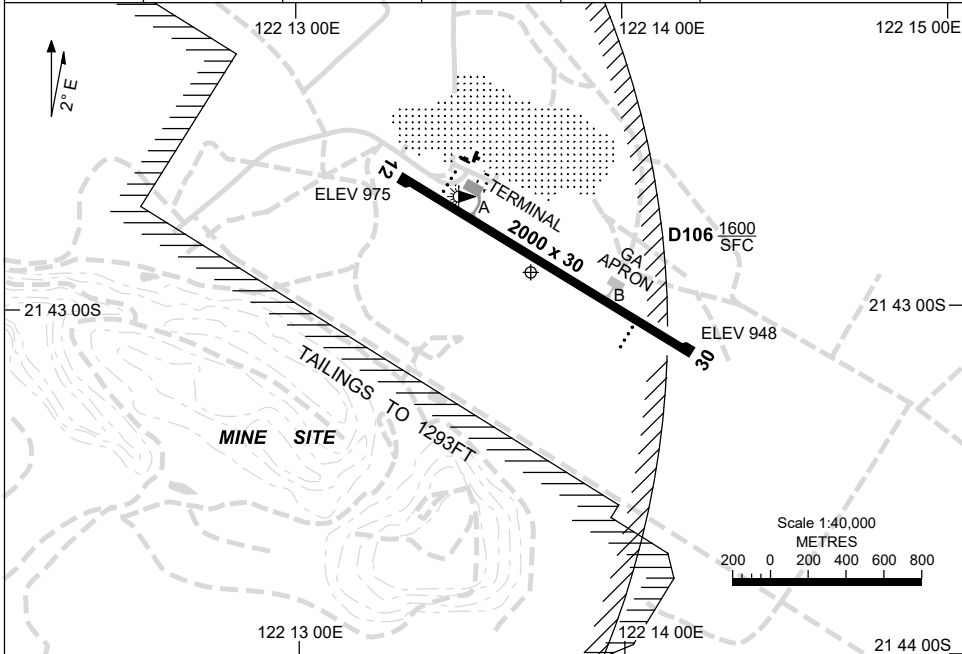 122 13 00E
122 14 00E
122 15 00E
2° E
12
ELEV 975
TERMINAL
A
2000 x 30
D106 1600
SFC
GA
APRON
B
21 43 00S
21 43 00S
ELEV 948
30
TAILINGS TO 1293FT
MINE SITE
Scale 1:40,000
METRES
200 0 200 400 600 800
122 13 00E
122 14 00E
21 44 00S